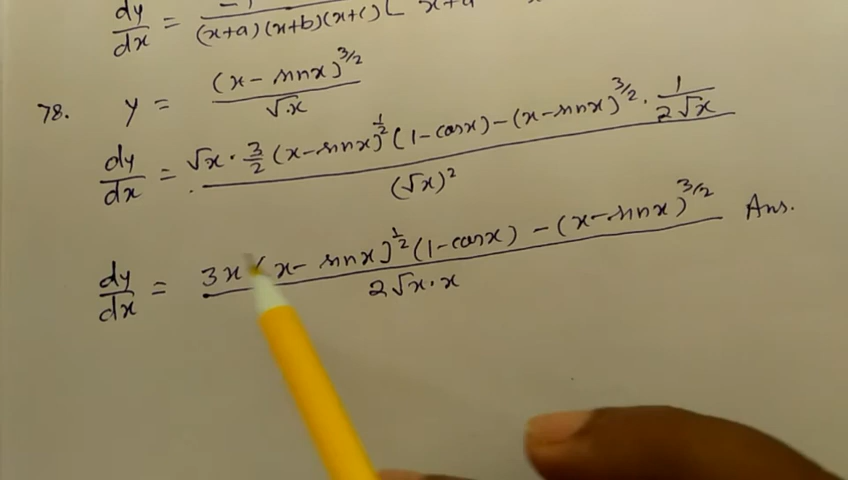 dy/dx = -1/(x+a)(x+b)(x+c) [ x+a
78. y = (x - sinx)^3/2 / √x
dy/dx = √x · 3/2 (x-sinx)^1/2 (1-cosx) - (x-sinx)^3/2 · 1/2√x / (√x)^2
dy/dx = 3x (x - sinx)^1/2 (1-cosx) - (x-sinx)^3/2 / 2√x·x Ans.